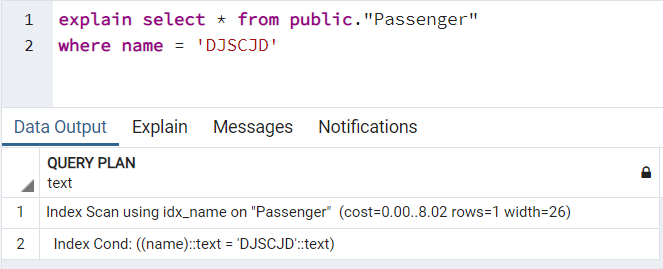 1 explain select * from public."Passenger"
2 where name = 'DJSCJD'
Data Output Explain Messages Notifications
QUERY PLAN
text
1 Index Scan using idx_name on "Passenger" (cost=0.00..8.02 rows=1 width=26)
2 Index Cond: ((name)::text = 'DJSCJD'::text)